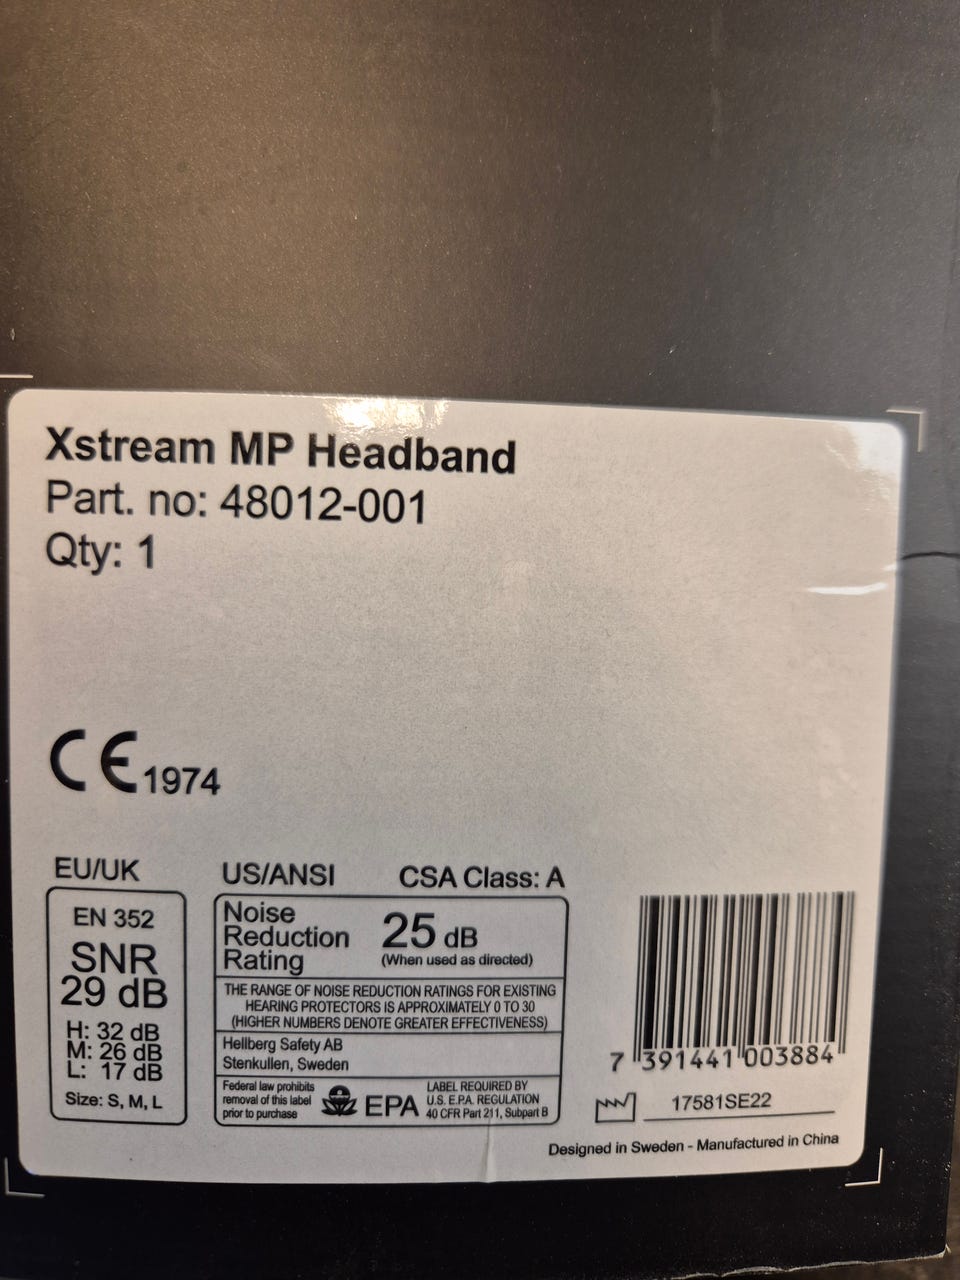 Xstream MP Headband
Part. no: 48012-001
Qty: 1
CE 1974
EU/UK
EN 352
SNR
29 dB
H: 32 dB
M: 26 dB
L: 17 dB
Size: S, M, L
US/ANSI CSA Class: A
Noise
Reduction
Rating
25 dB
(When used as directed)
THE RANGE OF NOISE REDUCTION RATINGS FOR EXISTING
HEARING PROTECTORS IS APPROXIMATELY 0 TO 30
(HIGHER NUMBERS DENOTE GREATER EFFECTIVENESS)
Hellberg Safety AB
Stenkullen, Sweden
Federal law prohibits
removal of this label
prior to purchase
EPA
LABEL REQUIRED BY
U.S. E.P.A. REGULATION
40 CFR Part 211, Subpart B
7 391441 003884
17581SE22
Designed in Sweden - Manufactured in China